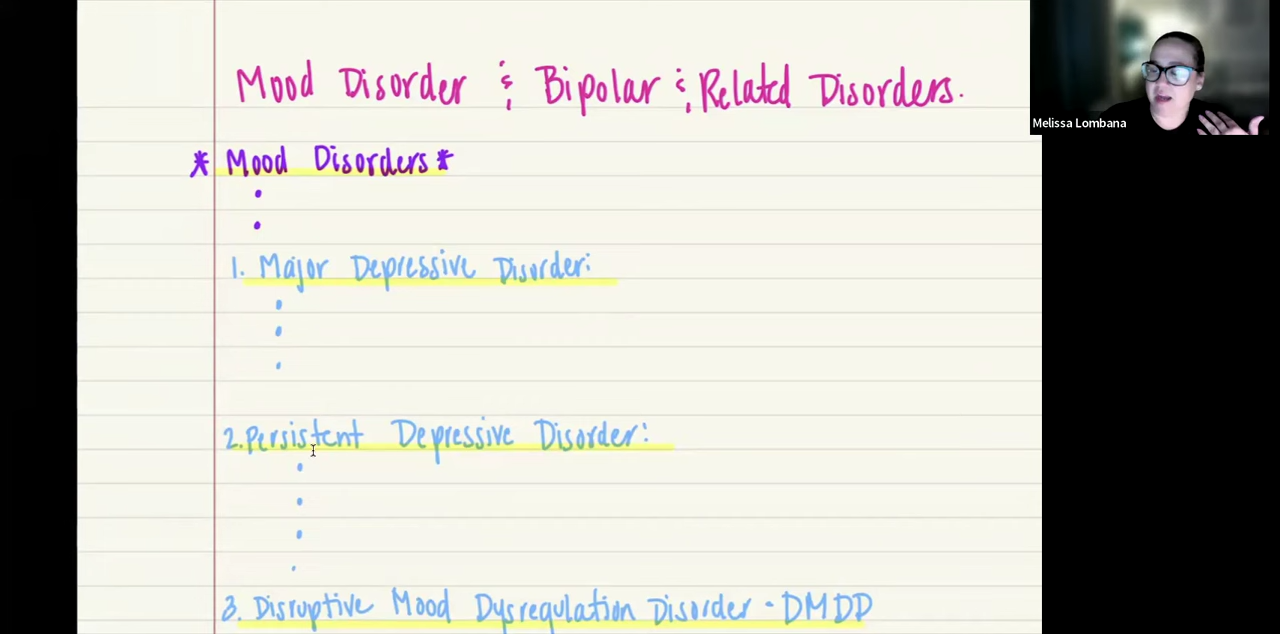 Mood Disorder & Bipolar & Related Disorders.
Melissa Lombana
* Mood Disorders *
1. Major Depressive Disorder:
2. Persistent Depressive Disorder:
3. Disruptive Mood Dysregulation Disorder - DMDD